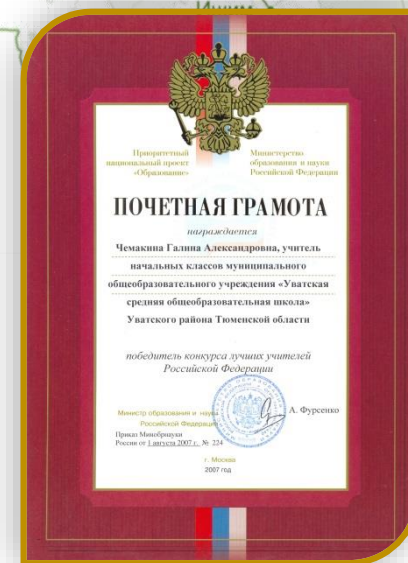 Ишим
Приоритетный
национальный проект
«Образование»
Министерство
образования и науки
Российской Федерации
ПОЧЕТНАЯ ГРАМОТА
награждается
Чемакина Галина Александровна, учитель
начальных классов муниципального
общеобразовательного учреждения «Уватская
средняя общеобразовательная школа»
Уватского района Тюменской области
победитель конкурса лучших учителей
Российской Федерации
Министр образования и науки
Российской Федерации
А. Фурсенко
Приказ Минобрнауки
России от 1 августа 2007 г. № 224
г. Москва
2007 год